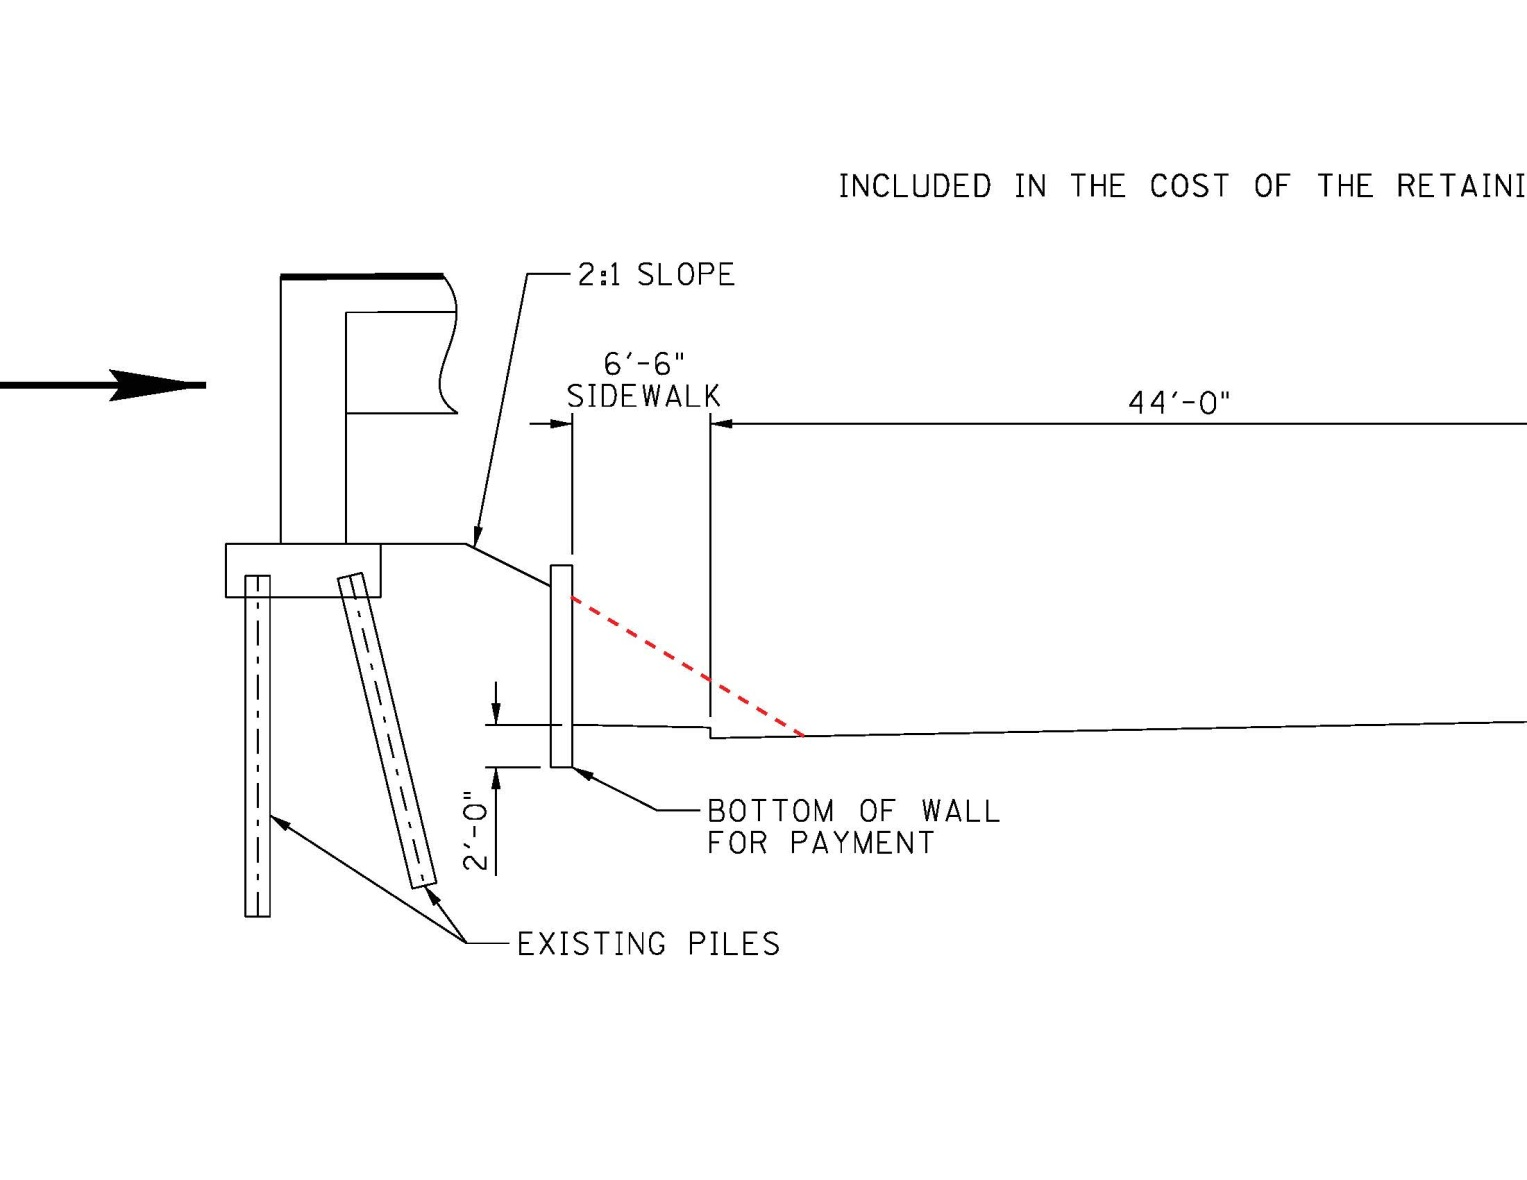 INCLUDED IN THE COST OF THE RETAINI
2:1 SLOPE
6'-6"
SIDEWALK
44'-0"
2'-0"
BOTTOM OF WALL
FOR PAYMENT
EXISTING PILES